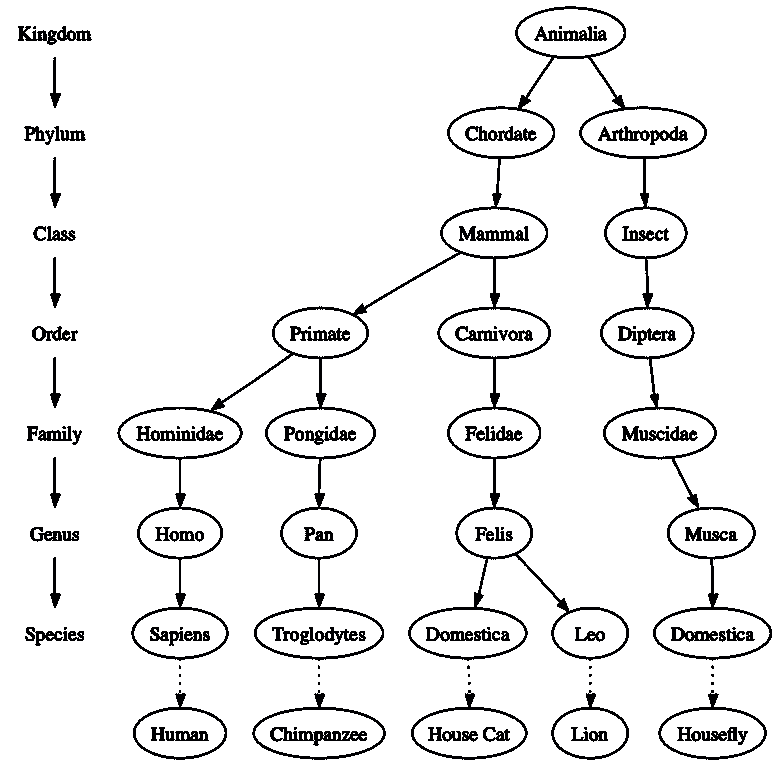 Kingdom
Animalia
Phylum
Chordate
Arthropoda
Class
Mammal
Insect
Order
Primate
Carnivora
Diptera
Family
Hominidae
Pongidae
Felidae
Muscidae
Genus
Homo
Pan
Felis
Musca
Species
Sapiens
Troglodytes
Domestica
Leo
Domestica
Human
Chimpanzee
House Cat
Lion
Housefly